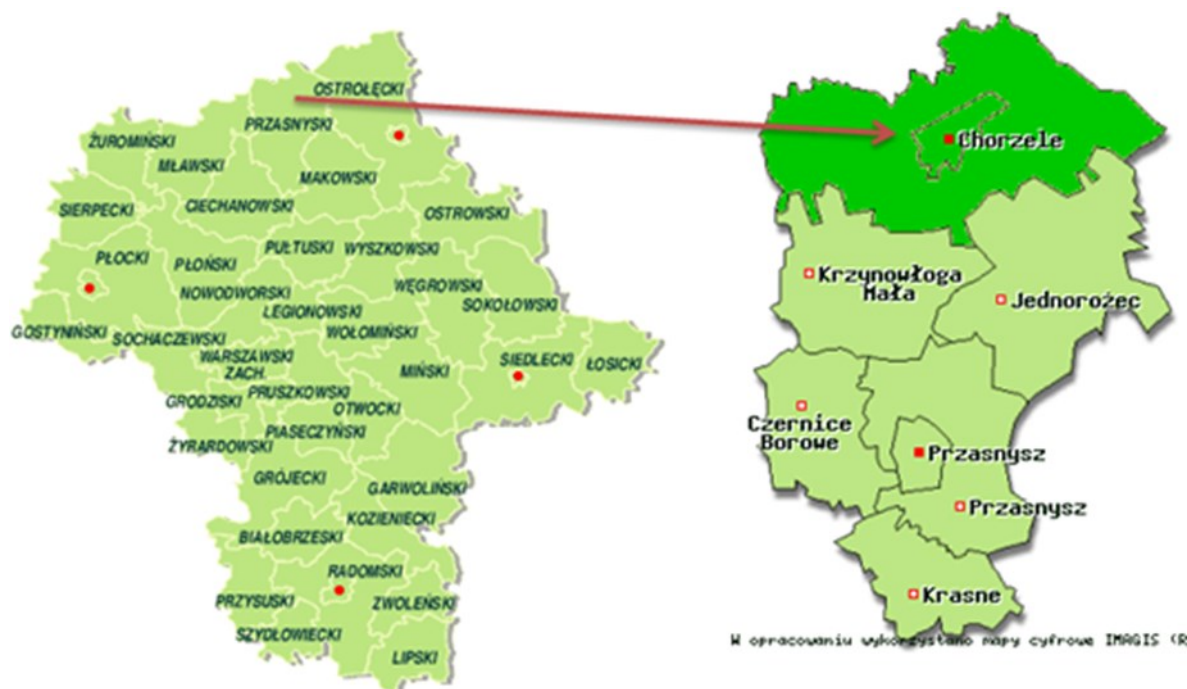 OSTROŁĘCKI
PRZASNYSKI
ŻUROMIŃSKI
MŁAWSKI
MAKOWSKI
CIECHANOWSKI
SIERPECKI
OSTROWSKI
PUŁTUSKI
WYSZKOWSKI
PŁOCKI
PŁOŃSKI
WĘGROWSKI
NOWODWORSKI
SOKOŁOWSKI
LEGIONOWSKI
GOSTYNIŃSKI
SOCHACZEWSKI
WOŁOMIŃSKI
WARSZAWSKI
ZACH.
MIŃSKI
SIEDLECKI
ŁOSICKI
PRUSZKOWSKI
GRODZISKI
OTWOCKI
PIASECZYŃSKI
ŻYRARDOWSKI
GRÓJECKI
GARWOLIŃSKI
KOZIENICKI
BIAŁOBRZESKI
RADOMSKI
PRZYSUSKI
ZWOLEŃSKI
SZYDŁOWIECKI
LIPSKI
Chorzele
Krzynowłoga
Mała
Jednorożec
Czernice
Borowe
Przasnysz
Przasnysz
Krasne
W opracowaniu wykorzystano mapy cyfrowe IMAGIS (R